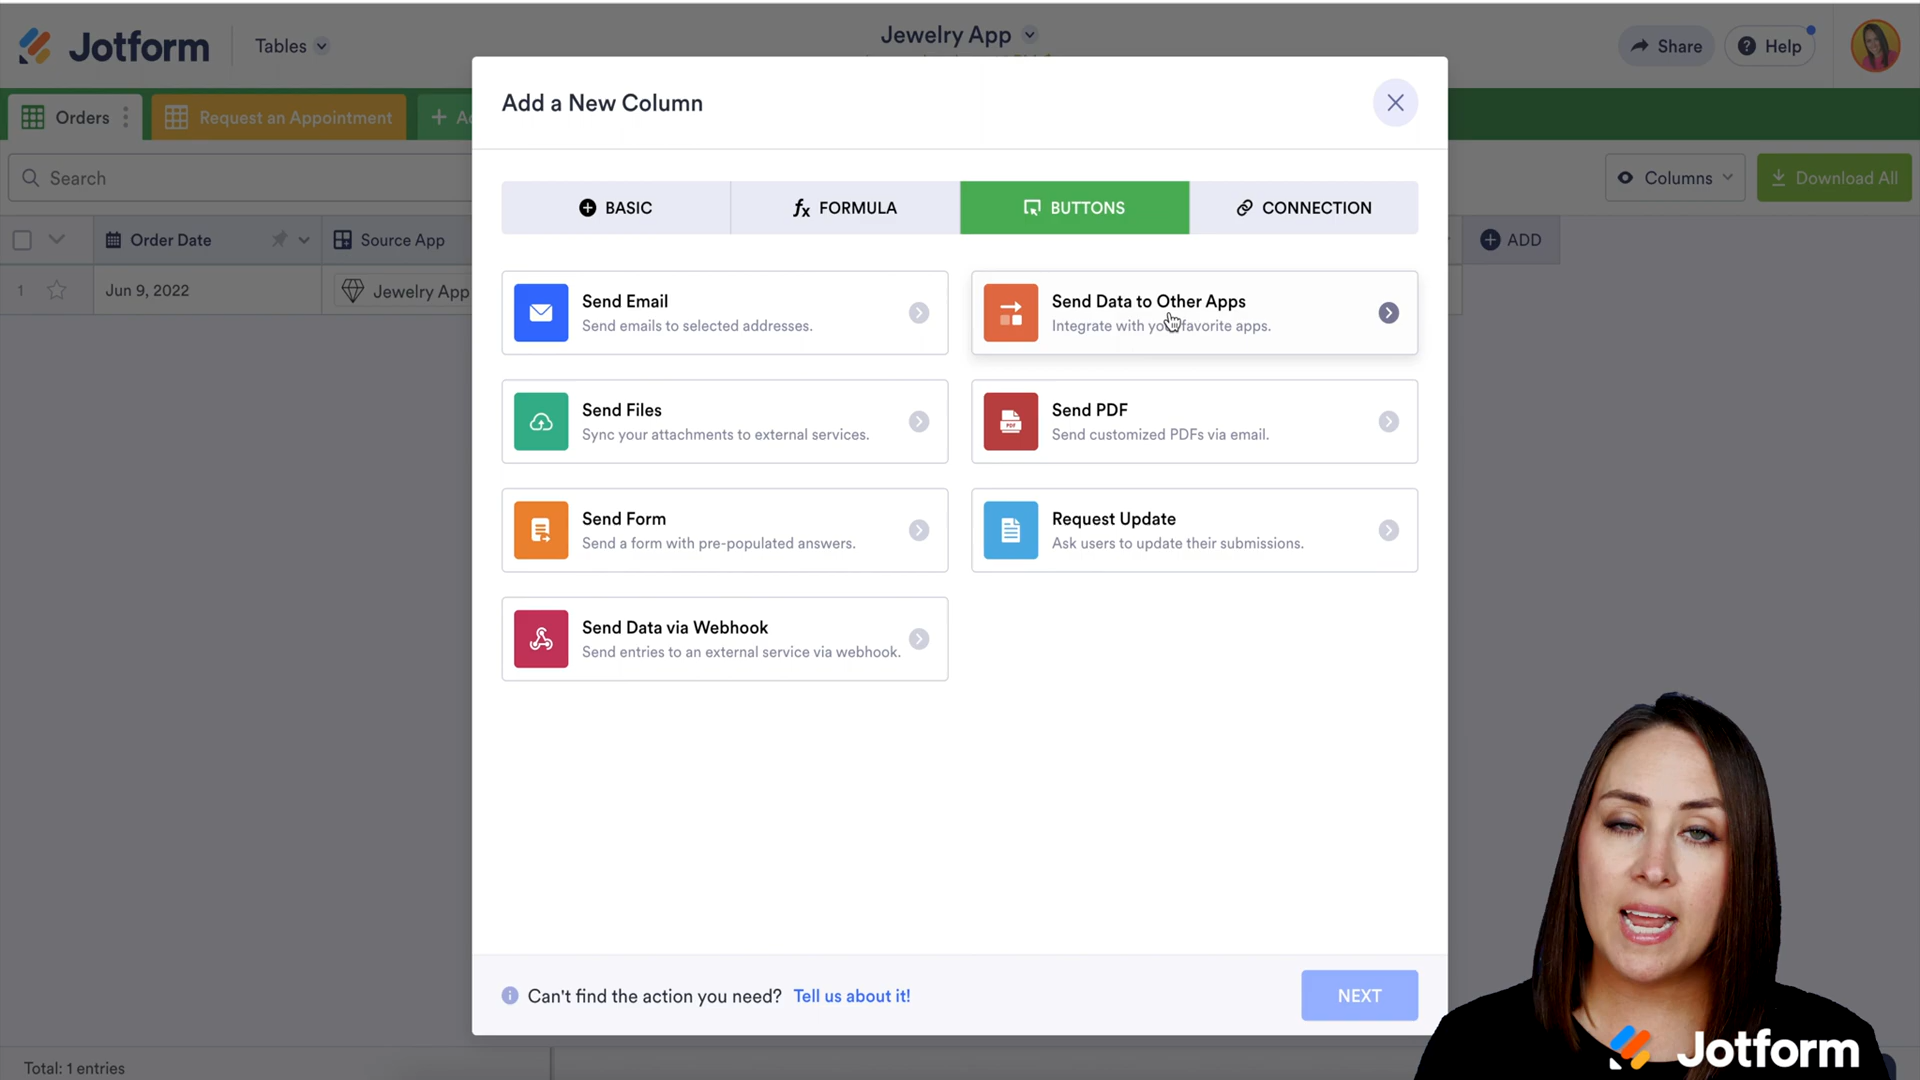 Jotform
Tables
Jewelry App
Share
Help
Orders
Request an Appointment
Search
Columns
Download All
Order Date
Source App
ADD
1
Jun 9, 2022
Jewelry App
Add a New Column
BASIC
fx FORMULA
BUTTONS
CONNECTION
Send Email
Send emails to selected addresses.
Send Data to Other Apps
Integrate with favorite apps.
Send Files
Sync your attachments to external services.
PDF
Send PDF
Send customized PDFs via email.
Send Form
Send a form with pre-populated answers.
Request Update
Ask users to update their submissions.
Send Data via Webhook
Send entries to an external service via webhook.
Can't find the action you need? Tell us about it!
NEXT
Total: 1 entries
Jotform